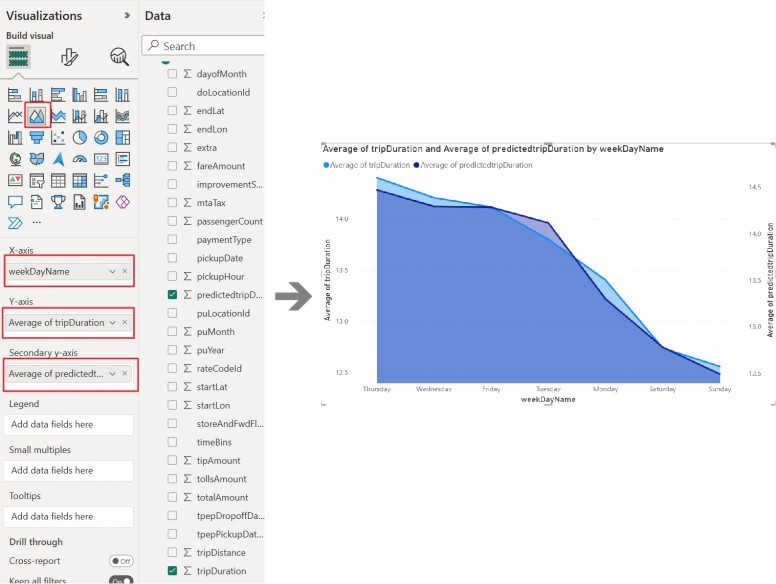 Visualizations
Build visual
X-axis
weekDayName
Y-axis
Average of tripDuration
Secondary y-axis
Average of predictedt...
Legend
Add data fields here
Small multiples
Add data fields here
Tooltips
Add data fields here
Drill through
Cross-report
Off
Keep all filters
On
Data
Search
dayofMonth
doLocationId
endLat
endLon
extra
fareAmount
improvementS...
mtaTax
passengerCount
paymentType
pickupDate
pickupHour
predictedtripD...
puLocationId
puMonth
puYear
rateCodeId
startLat
startLon
storeAndFwdFl...
timeBins
tipAmount
tollsAmount
totalAmount
tpepDropoffDa...
tpepPickupDat...
tripDistance
tripDuration
Average of tripDuration and Average of predictedtripDuration by weekDayName
Average of tripDuration Average of predictedtripDuration
Average of tripDuration
14.0
13.5
13.0
12.5
14.5
14.0
13.5
13.0
12.5
Average of predictedtripDuration
Thursday Wednesday Friday Tuesday Monday Saturday Sunday
weekDayName